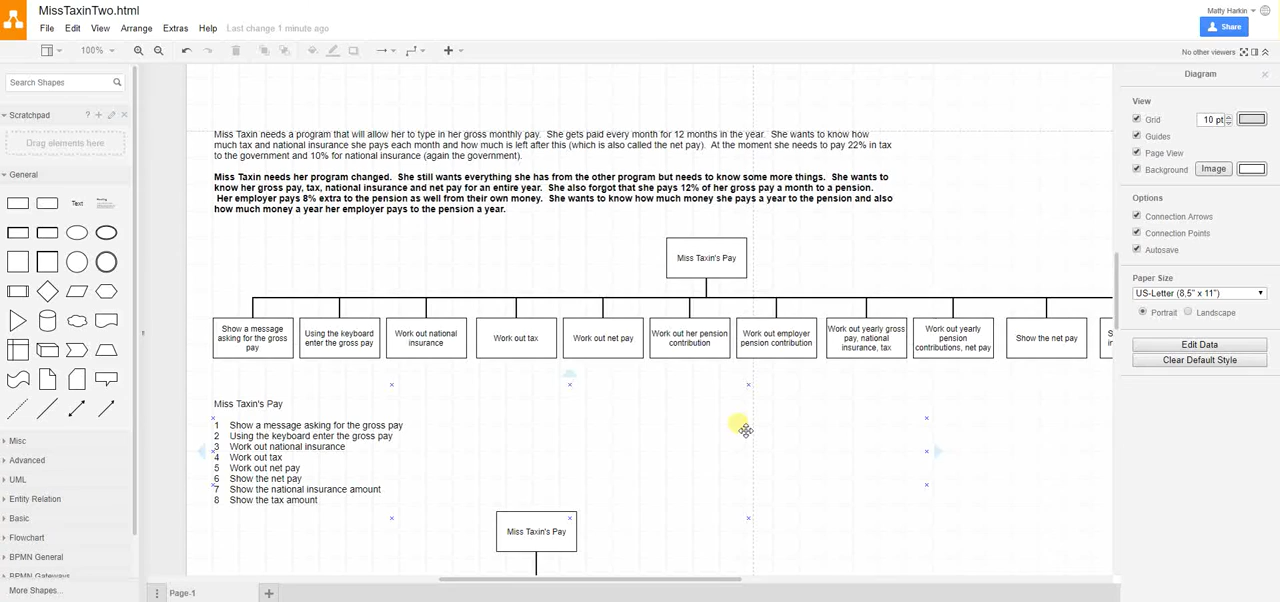 MissTaxinTwo.html
Matty Harkin
File Edit View Arrange Extras Help Last change 1 minute ago
Share
100%
No other viewers
Search Shapes
Scratchpad
?
Drag elements here
General
Text
Heading
Misc
Advanced
UML
Entity Relation
Basic
Flowchart
BPMN General
BPMN Gateways
More Shapes...
Miss Taxin needs a program that will allow her to type in her gross monthly pay. She gets paid every month for 12 months in the year. She wants to know how
much tax and national insurance she pays each month and how much is left after this (which is also called the net pay). At the moment she needs to pay 22% in tax
to the government and 10% for national insurance (again the government).
Miss Taxin needs her program changed. She still wants everything she has from the other program but needs to know some more things. She wants to
know her gross pay, tax, national insurance and net pay for an entire year. She also forgot that she pays 12% of her gross pay a month to a pension.
Her employer pays 8% extra to the pension as well from their own money. She wants to know how much money she pays a year to the pension and also
how much money a year her employer pays to the pension a year.
Miss Taxin's Pay
Show a message
asking for the gross
pay
Using the keyboard
enter the gross pay
Work out national
insurance
Work out tax
Work out net pay
Work out her pension
contribution
Work out employer
pension contribution
Work out yearly gross
pay, national
insurance, tax
Work out yearly
pension
contributions, net pay
Show the net pay
Miss Taxin's Pay
1 Show a message asking for the gross pay
2 Using the keyboard enter the gross pay
3 Work out national insurance
4 Work out tax
5 Work out net pay
6 Show the net pay
7 Show the national insurance amount
8 Show the tax amount
Miss Taxin's Pay
Page-1
Diagram
View
Grid 10 pt
Guides
Page View
Background Image
Options
Connection Arrows
Connection Points
Autosave
Paper Size
US-Letter (8,5" x 11")
Portrait Landscape
Edit Data
Clear Default Style